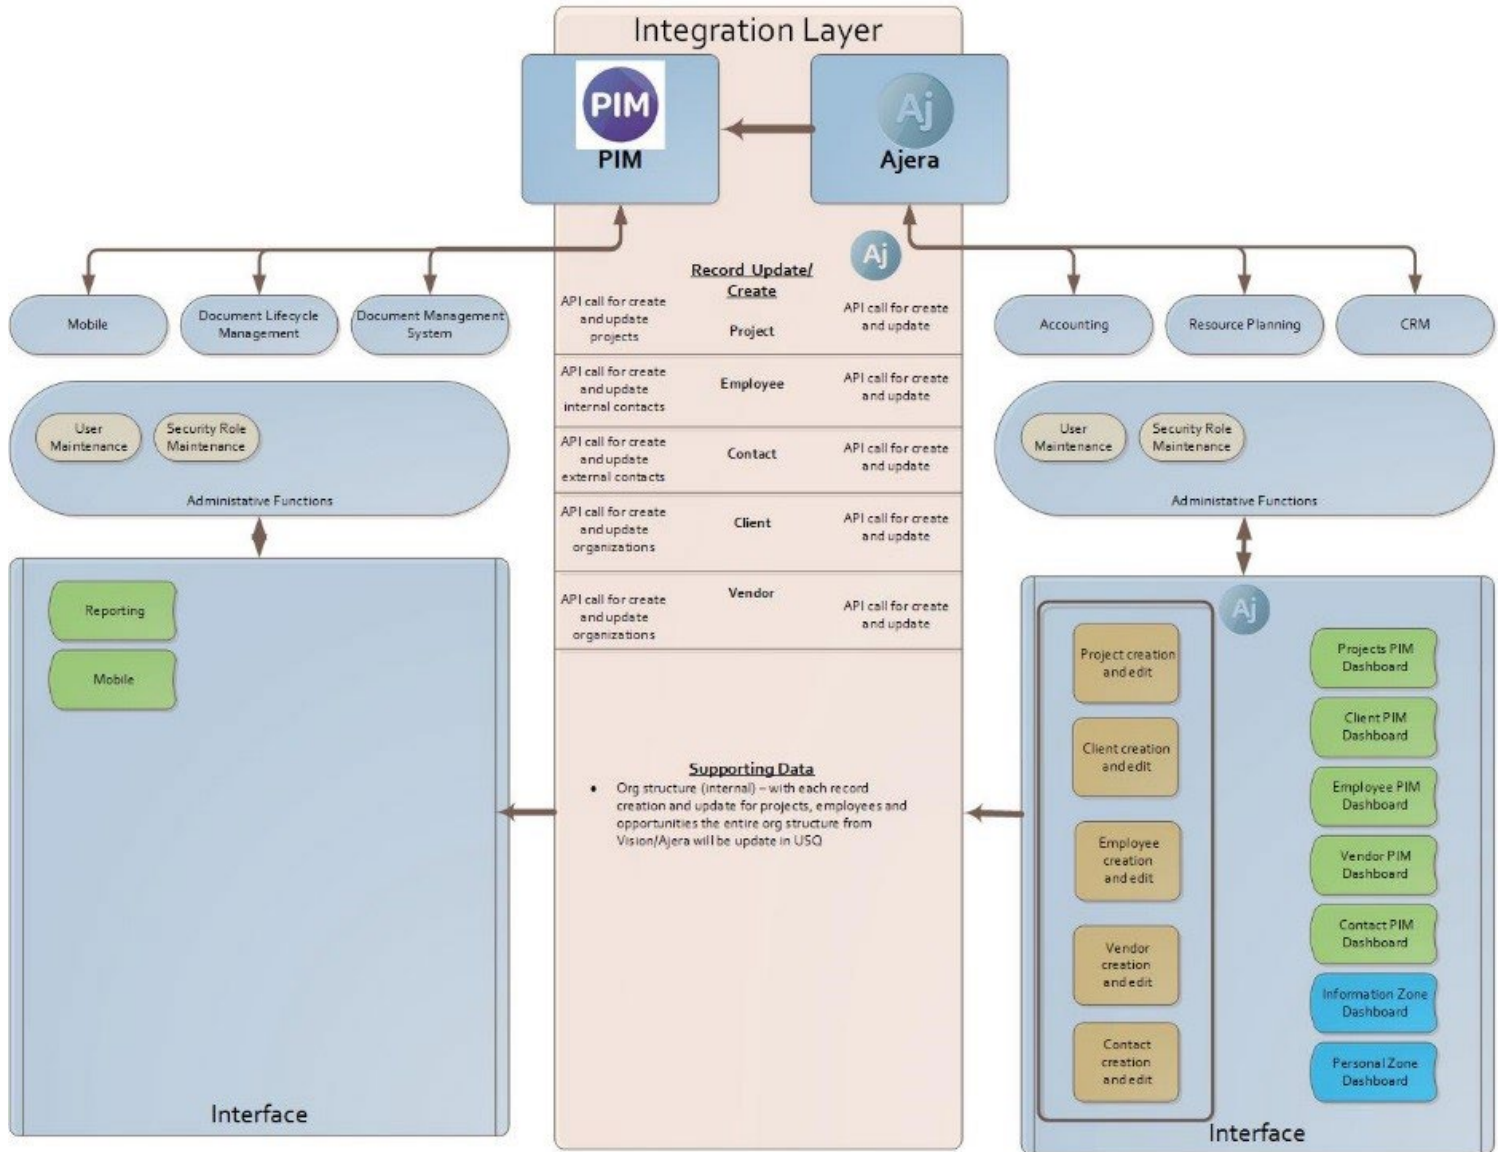 Integration Layer
PIM
PIM
Aj
Ajera
Mobile
Document Lifecycle
Management
Document Management
System
Aj
Record Update/
Create
API call for create
and update
projects
Project
API call for create
and update
API call for create
and update
internal contacts
Employee
API call for create
and update
API call for create
and update
external contacts
Contact
API call for create
and update
API call for create
and update
organizations
Client
API call for create
and update
API call for create
and update
organizations
Vendor
API call for create
and update
Accounting
Resource Planning
CRM
User
Maintenance
Security Role
Maintenance
Administative Functions
User
Maintenance
Security Role
Maintenance
Administative Functions
Reporting
Mobile
Interface
Supporting Data
• Org structure (internal) – with each record
creation and update for projects, employees and
opportunities the entire org structure from
Vision/Ajera will be update in USQ
Aj
Project creation
and edit
Client creation
and edit
Employee
creation
and edit
Vendor
creation
and edit
Contact
creation
and edit
Projects PIM
Dashboard
Client PIM
Dashboard
Employee PIM
Dashboard
Vendor PIM
Dashboard
Contact PIM
Dashboard
Information Zone
Dashboard
Personal Zone
Dashboard
Interface